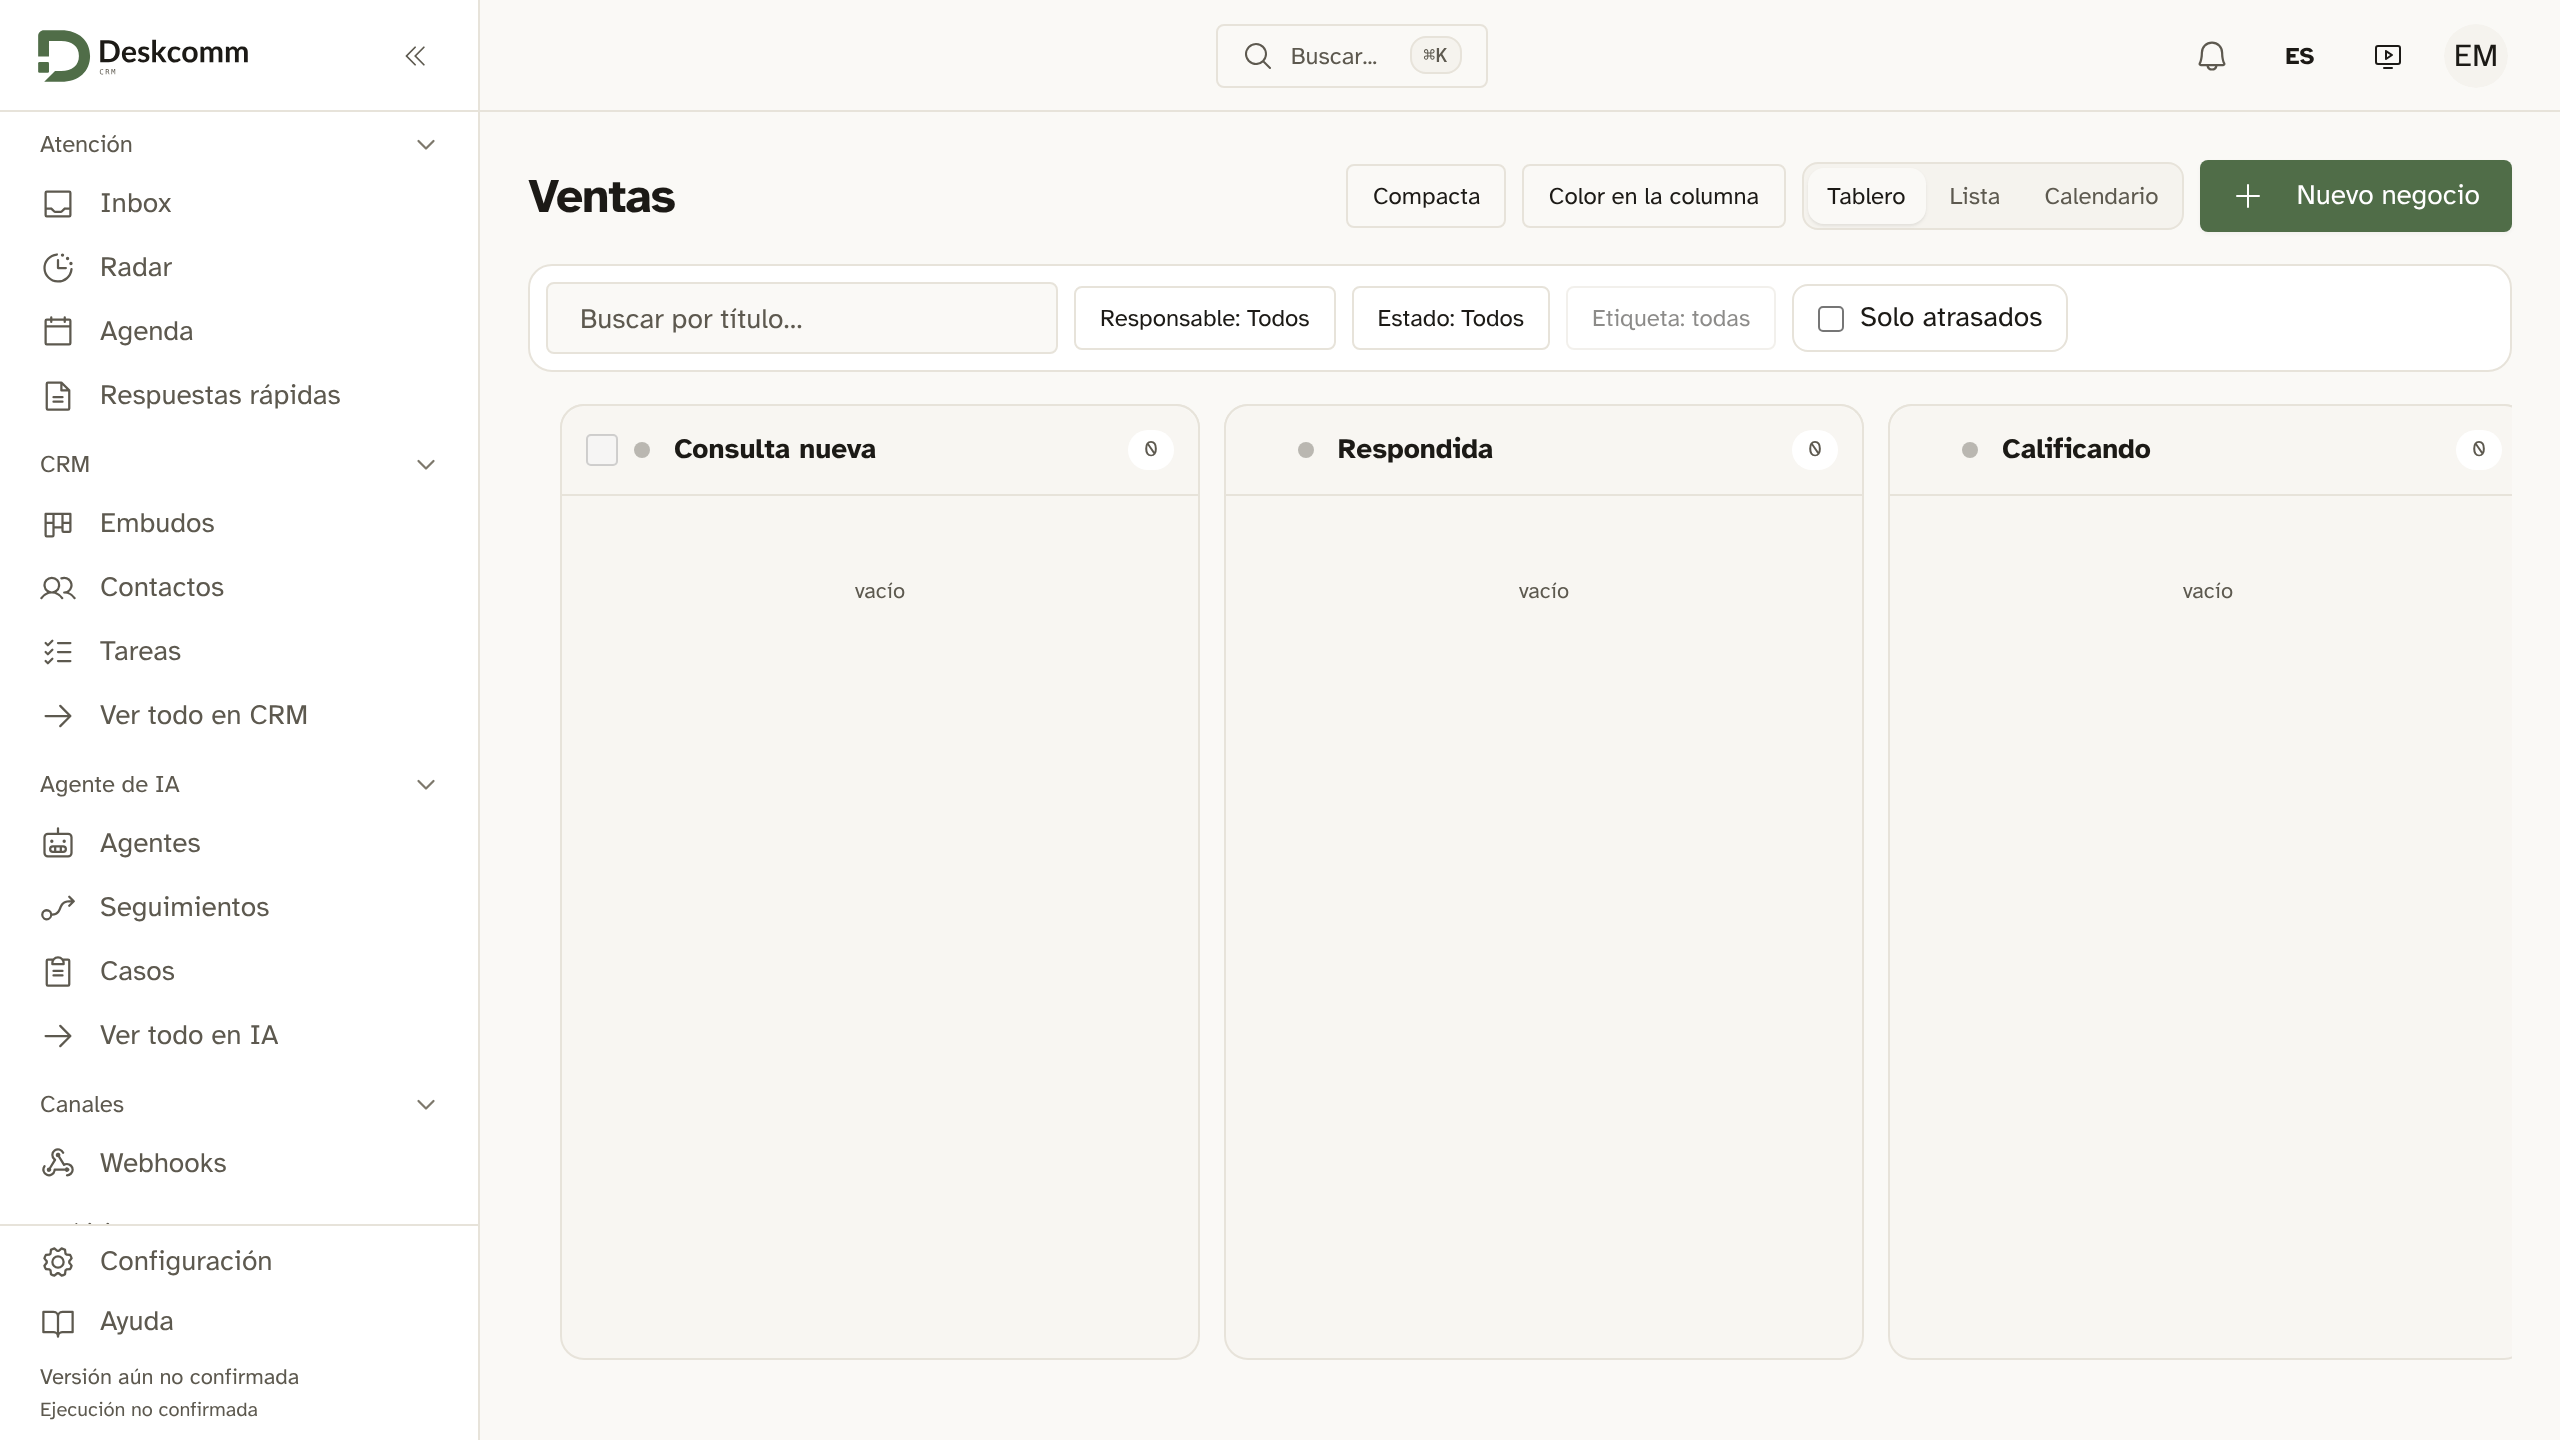 Deskcomm
CRM
Buscar...
⌘K
ES
EM
Atención
Inbox
Radar
Agenda
Respuestas rápidas
CRM
Embudos
Contactos
Tareas
Ver todo en CRM
Agente de IA
Agentes
Seguimientos
Casos
Ver todo en IA
Canales
Webhooks
Configuración
Ayuda
Versión aún no confirmada
Ejecución no confirmada
Ventas
Compacta
Color en la columna
Tablero
Lista
Calendario
Nuevo negocio
Buscar por título...
Responsable: Todos
Estado: Todos
Etiqueta: todas
Solo atrasados
Consulta nueva
0
vacío
Respondida
0
vacío
Calificando
0
vacío